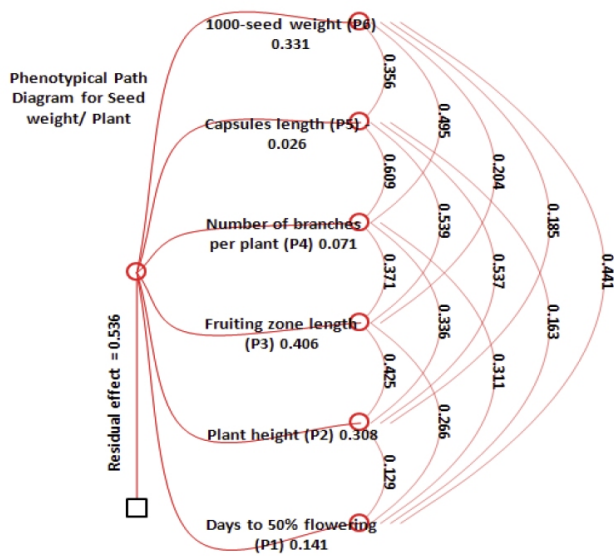 1000-seed weight (P6)
0.331
Phenotypical Path
Diagram for Seed
weight/ Plant
Capsules length (P5) -
0.026
Number of branches
per plant (P4) 0.071
Fruiting zone length
(P3) 0.406
Plant height (P2) 0.308
Days to 50% flowering
(P1) 0.141
Residual effect = 0.536
0.356
0.609
0.371
0.425
0.129
0.495
0.539
0.336
0.266
0.204
0.537
0.311
0.185
0.163
0.441